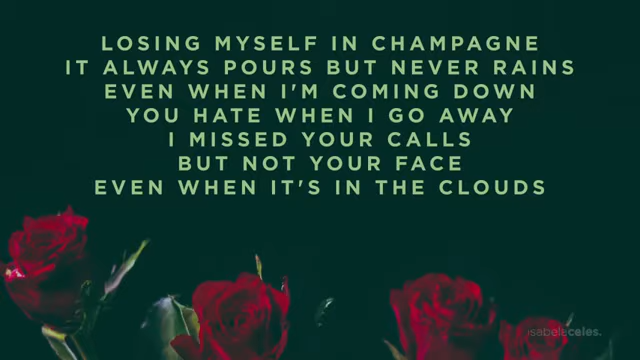 LOSING MYSELF IN CHAMPAGNE
IT ALWAYS POURS BUT NEVER RAINS
EVEN WHEN I'M COMING DOWN
YOU HATE WHEN I GO AWAY
I MISSED YOUR CALLS
BUT NOT YOUR FACE
EVEN WHEN IT'S IN THE CLOUDS
isabelaceles.